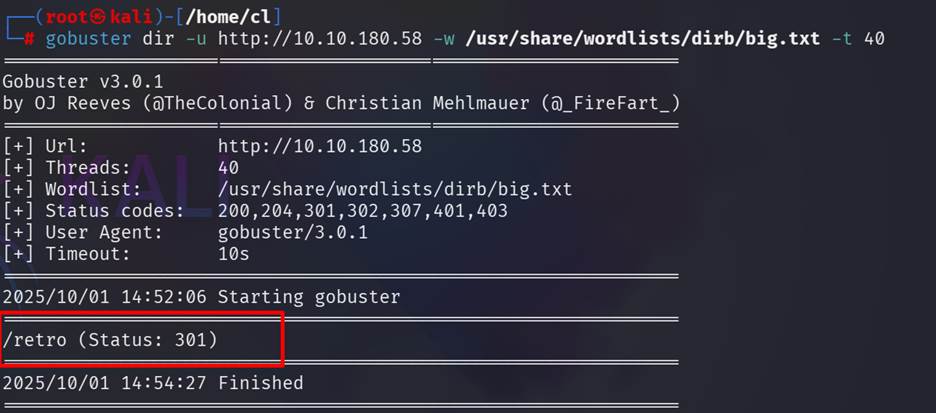 ┌──(root㉿kali)-[/home/cl]
└─# gobuster dir -u http://10.10.180.58 -w /usr/share/wordlists/dirb/big.txt -t 40
===============================================================
Gobuster v3.0.1
by OJ Reeves (@TheColonial) & Christian Mehlmauer (@_FireFart_)
===============================================================
[+] Url:            http://10.10.180.58
[+] Threads:        40
[+] Wordlist:       /usr/share/wordlists/dirb/big.txt
[+] Status codes:   200,204,301,302,307,401,403
[+] User Agent:     gobuster/3.0.1
[+] Timeout:        10s
===============================================================
2025/10/01 14:52:06 Starting gobuster
===============================================================
/retro (Status: 301)
===============================================================
2025/10/01 14:54:27 Finished
===============================================================
KALI